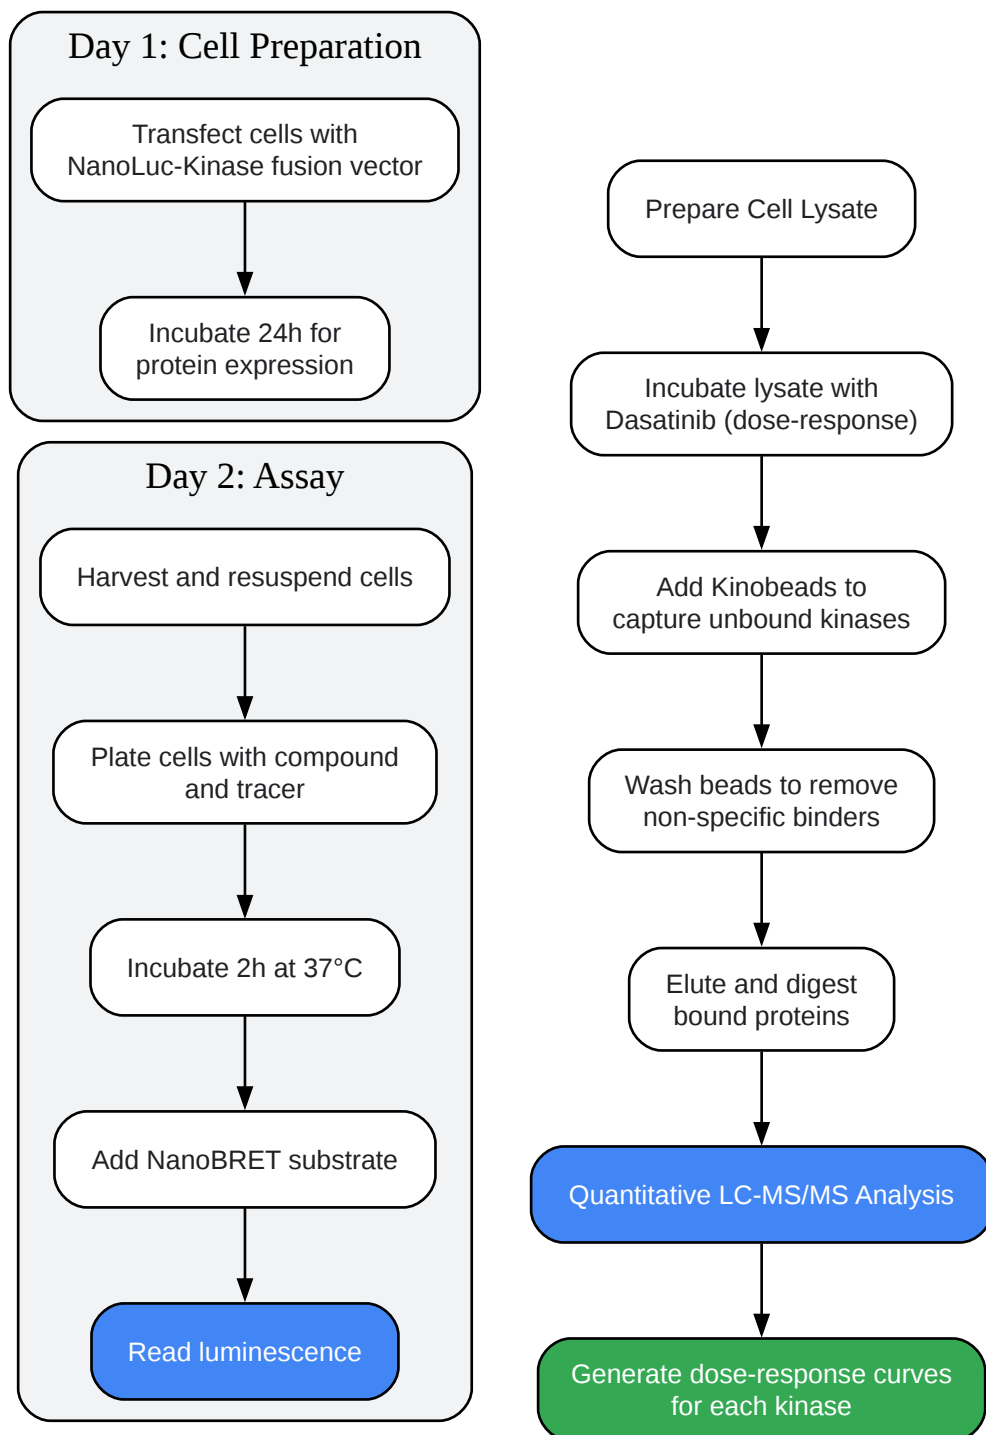 Day 1: Cell Preparation
Transfect cells with
NanoLuc-Kinase fusion vector
Incubate 24h for
protein expression
Day 2: Assay
Harvest and resuspend cells
Plate cells with compound
and tracer
Incubate 2h at 37°C
Add NanoBRET substrate
Read luminescence
Prepare Cell Lysate
Incubate lysate with
Dasatinib (dose-response)
Add Kinobeads to
capture unbound kinases
Wash beads to remove
non-specific binders
Elute and digest
bound proteins
Quantitative LC-MS/MS Analysis
Generate dose-response curves
for each kinase